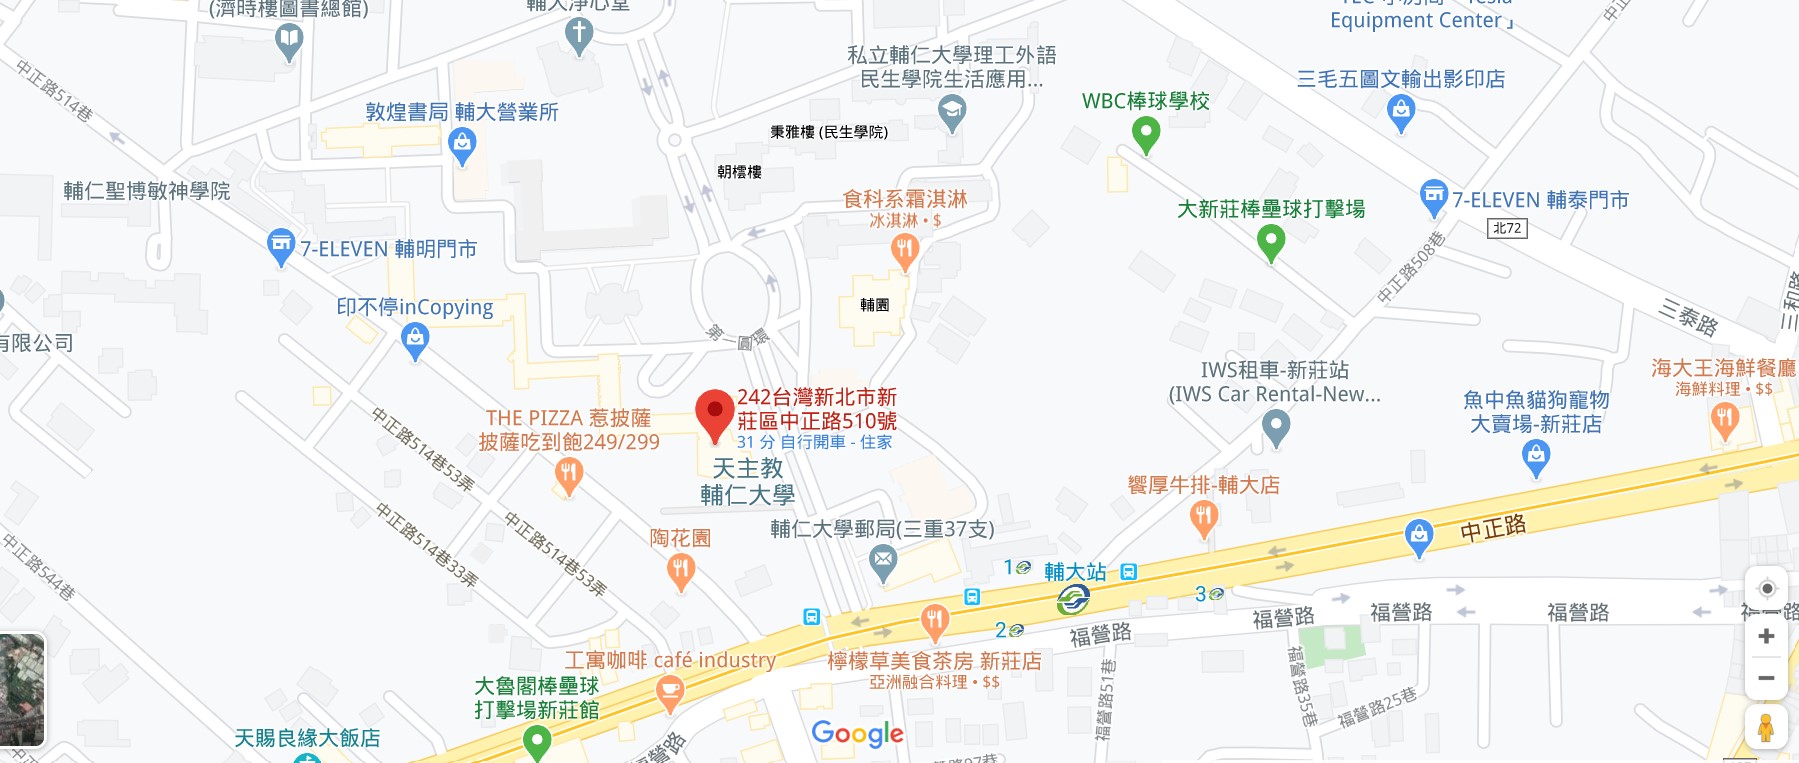 (濟時樓圖書總館)
輔大淨心堂
Equipment Center」
中正路514巷
敦煌書局 輔大營業所
私立輔仁大學理工外語
民生學院生活應用...
秉雅樓 (民生學院)
WBC棒球學校
三毛五圖文輸出影印店
朝橒樓
輔仁聖博敏神學院
食科系霜淇淋
冰淇淋 • $
大新莊棒壘球打擊場
7-ELEVEN 輔泰門市
北72
7-ELEVEN 輔明門市
中正路508巷
印不停inCopying
輔園
三泰路
三和路
有限公司
第一圓環
IWS租車-新莊站
(IWS Car Rental-New...
海大王海鮮餐廳
海鮮料理 • $$
魚中魚貓狗寵物
大賣場-新莊店
242台灣新北市新
莊區中正路510號
31 分 自行開車 - 住家
THE PIZZA 惹披薩
披薩吃到飽249/299
中正路514巷53弄
天主教
輔仁大學
饗厚牛排-輔大店
中正路514巷33弄
中正路514巷53弄
陶花園
輔仁大學郵局(三重37支)
中正路
中正路544巷
1
輔大站
3
2
福營路
福營路
福營路
福營路
工寓咖啡 café industry
檸檬草美食茶房 新莊店
亞洲融合料理 • $$
大魯閣棒壘球
打擊場新莊館
福營路51巷
福營路35巷
福營路25巷
天賜良緣大飯店
福營路
Google